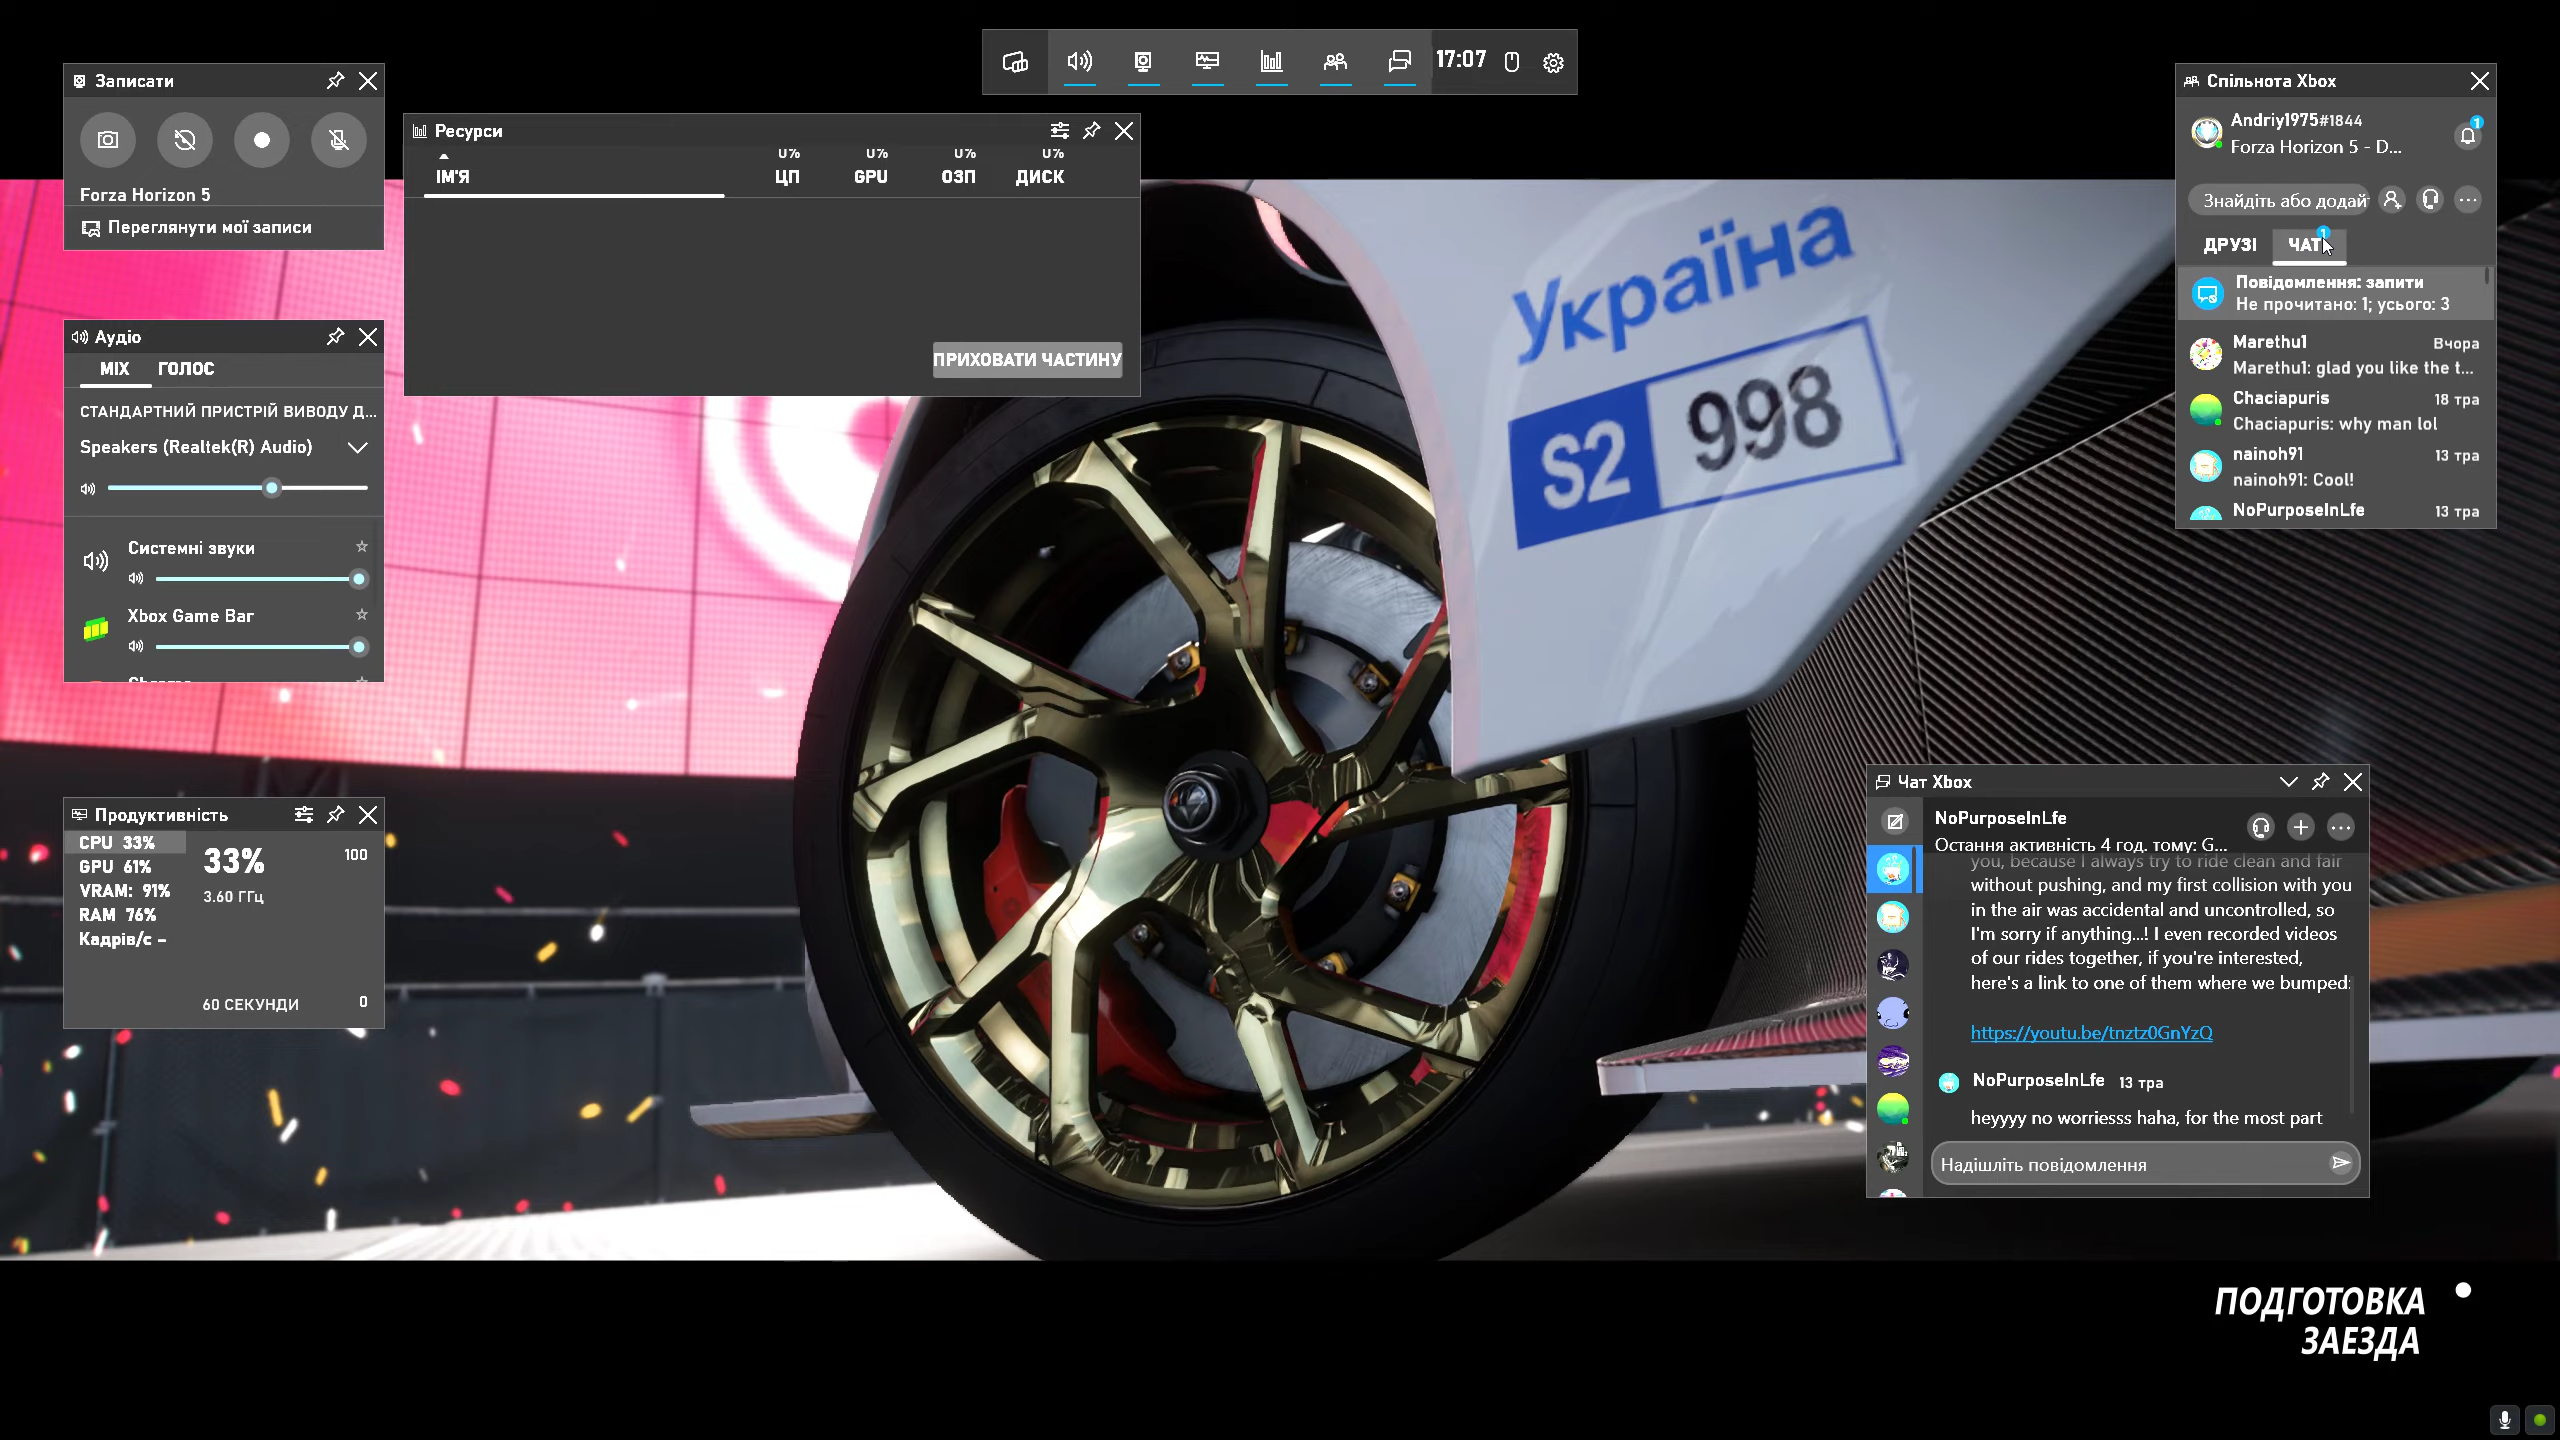 17:07
Записати
Forza Horizon 5
Переглянути мої записи
Ресурси
0% 0% 0% 0%
ІМ'Я ЦП GPU ОЗП ДИСК
ПРИХОВАТИ ЧАСТИНУ
Аудіо
МІХ ГОЛОС
СТАНДАРТНИЙ ПРИСТРІЙ ВИВОДУ Д...
Speakers (Realtek(R) Audio)
Системні звуки
Xbox Game Bar
Продуктивність
CPU 33%
GPU 61%
VRAM: 91%
RAM 76%
Кадрів/с –
33%
3.60 ГГц
100
60 СЕКУНДИ
0
Україна
S2 998
Спільнота Xbox
Andriy1975#1844
Forza Horizon 5 - D...
1
Знайдіть або додай
ДРУЗІ ЧАТ
1
Повідомлення: запити
Не прочитано: 1; усього: 3
Marethu1 Вчора
Marethu1: glad you like the t...
Chaciapuris 18 тра
Chaciapuris: why man lol
nainoh91 13 тра
nainoh91: Cool!
NoPurposeInLfe 13 тра
Чат Xbox
NoPurposeInLfe
Остання активність 4 год. тому: G...
you, because I always try to ride clean and fair
without pushing, and my first collision with you
in the air was accidental and uncontrolled, so
I'm sorry if anything...! I even recorded videos
of our rides together, if you're interested,
here's a link to one of them where we bumped:
https://youtu.be/tnztz0GnYzQ
NoPurposeInLfe 13 тра
heyyyy no worriesss haha, for the most part
Надішліть повідомлення
ПОДГОТОВКА
ЗАЕЗДА